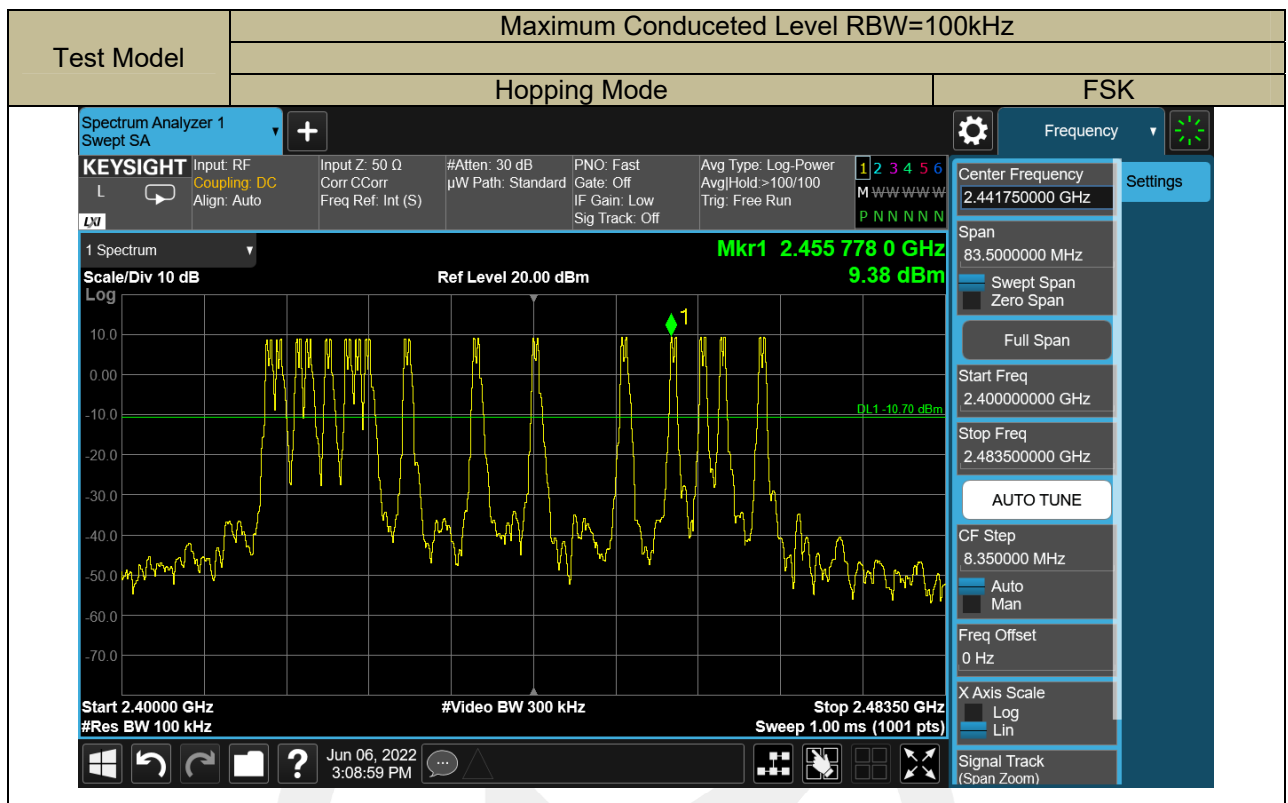 Test Model
Maximum Conduceted Level RBW=100kHz
Hopping Mode
FSK
Spectrum Analyzer 1
Swept SA
+
Frequency
KEYSIGHT
L
LXI
Input: RF
Coupling: DC
Align: Auto
Input Z: 50 Ω
Corr CCorr
Freq Ref: Int (S)
#Atten: 30 dB
µW Path: Standard
PNO: Fast
Gate: Off
IF Gain: Low
Sig Track: Off
Avg Type: Log-Power
Avg|Hold:>100/100
Trig: Free Run
1 2 3 4 5 6
M W W W W W
P N N N N N
1 Spectrum
Mkr1 2.455 778 0 GHz
Scale/Div 10 dB
Ref Level 20.00 dBm
9.38 dBm
Log
1
10.0
0.00
-10.0
DL1 -10.70 dBm
-20.0
-30.0
-40.0
-50.0
-60.0
-70.0
Start 2.40000 GHz
#Video BW 300 kHz
Stop 2.48350 GHz
#Res BW 100 kHz
Sweep 1.00 ms (1001 pts)
Jun 06, 2022
3:08:59 PM
?
Center Frequency
2.441750000 GHz
Settings
Span
83.5000000 MHz
Swept Span
Zero Span
Full Span
Start Freq
2.400000000 GHz
Stop Freq
2.483500000 GHz
AUTO TUNE
CF Step
8.350000 MHz
Auto
Man
Freq Offset
0 Hz
X Axis Scale
Log
Lin
Signal Track
(Span Zoom)